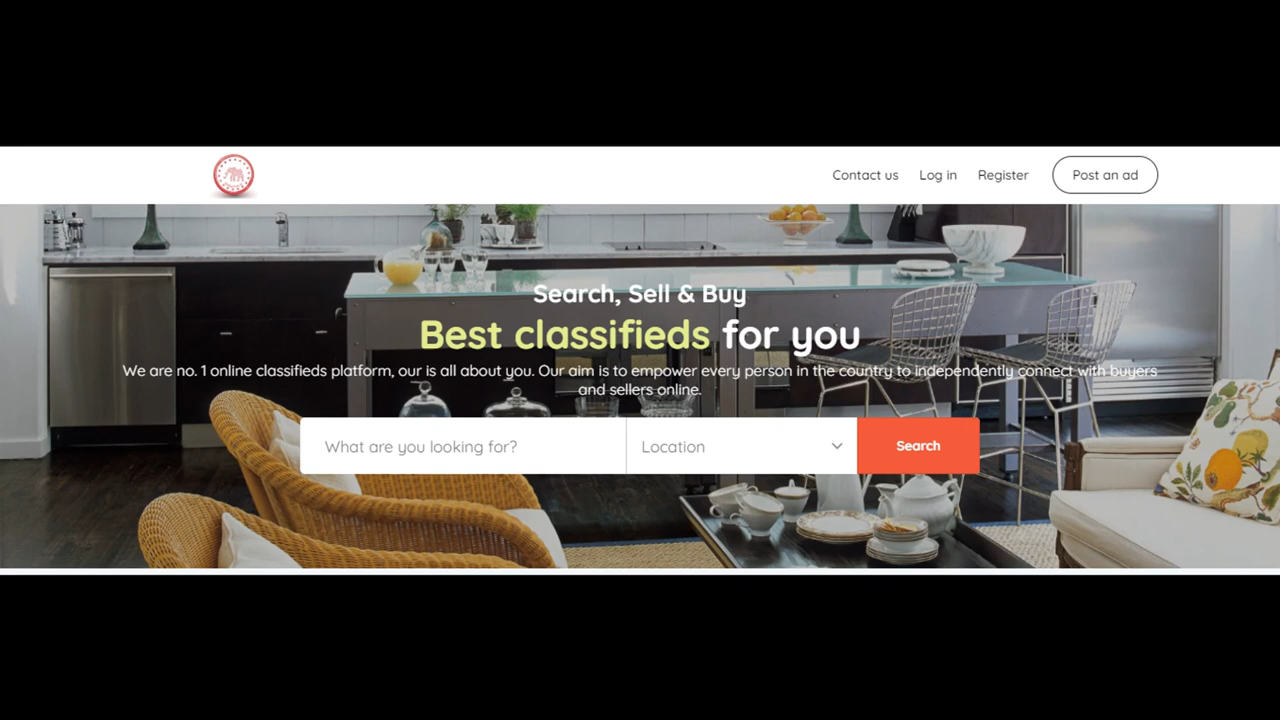 Contact us
Log in
Register
Post an ad
Search, Sell & Buy
Best classifieds for you
We are no. 1 online classifieds platform, our is all about you. Our aim is to empower every person in the country to independently connect with buyers
and sellers online.
What are you looking for?
Location
Search